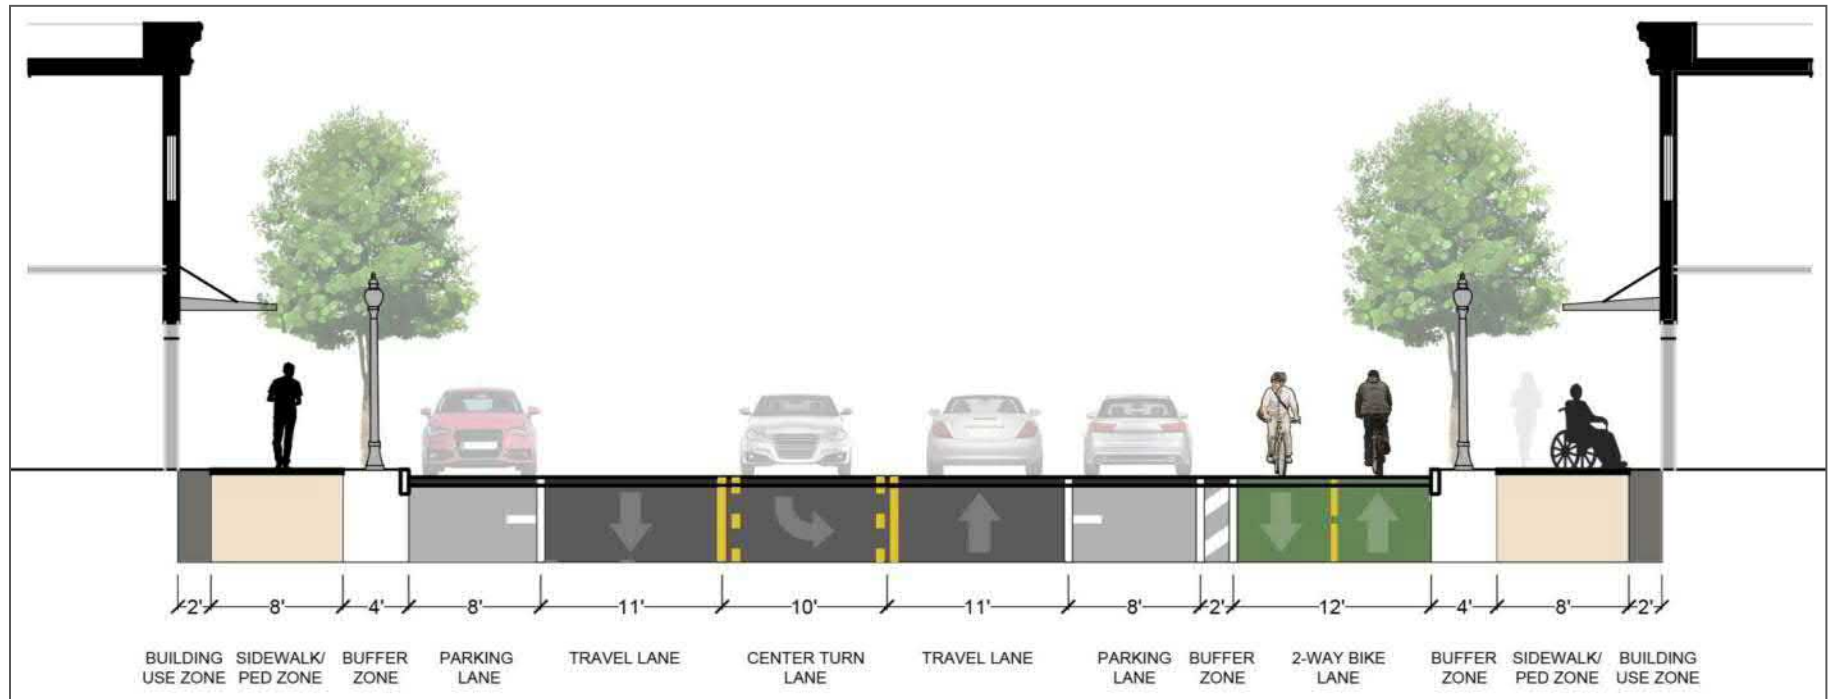 2' 8' 4' 8' 11' 10' 11' 8' 2' 12' 4' 8' 2'
BUILDING USE ZONE
SIDEWALK/ PED ZONE
BUFFER ZONE
PARKING LANE
TRAVEL LANE
CENTER TURN LANE
TRAVEL LANE
PARKING LANE
BUFFER ZONE
2-WAY BIKE LANE
BUFFER ZONE
SIDEWALK/ PED ZONE
BUILDING USE ZONE